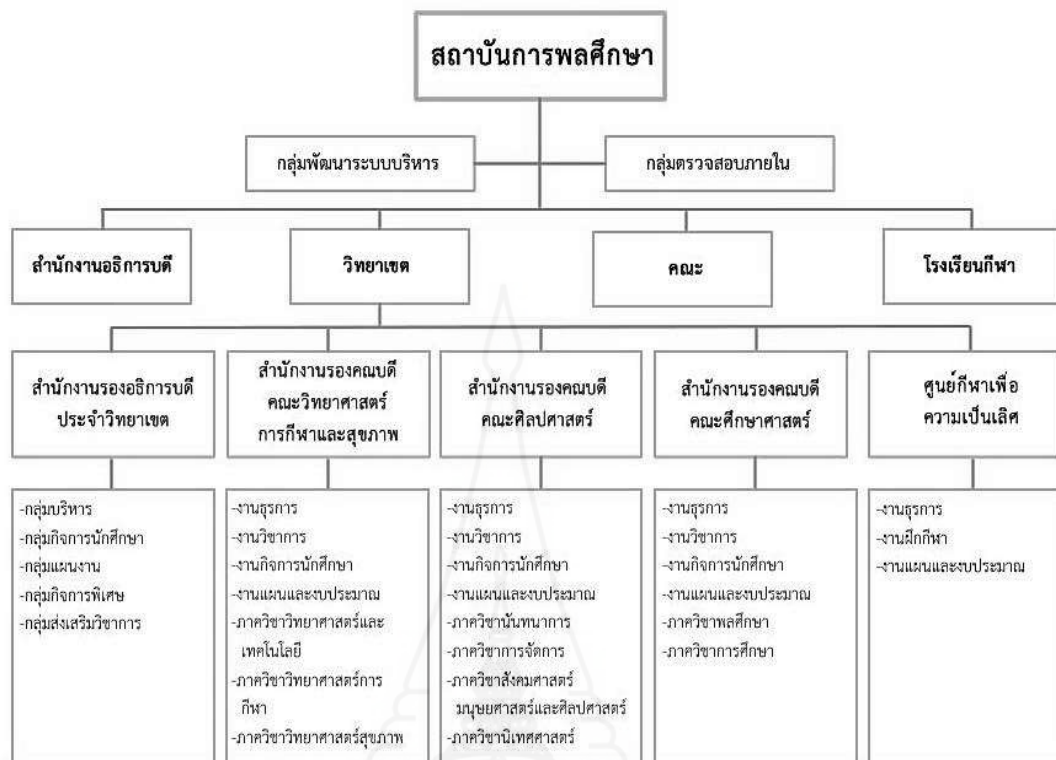 สถาบันการพลศึกษา
กลุ่มพัฒนาระบบบริหาร
กลุ่มตรวจสอบภายใน
สำนักงานอธิการบดี
วิทยาเขต
คณะ
โรงเรียนกีฬา
สำนักงานรองอธิการบดี
ประจำวิทยาเขต
สำนักงานรองคณบดี
คณะวิทยาศาสตร์
การกีฬาและสุขภาพ
สำนักงานรองคณบดี
คณะศิลปศาสตร์
สำนักงานรองคณบดี
คณะศึกษาศาสตร์
ศูนย์กีฬาเพื่อ
ความเป็นเลิศ
-กลุ่มบริหาร
-กลุ่มกิจการนักศึกษา
-กลุ่มแผนงาน
-กลุ่มกิจการพิเศษ
-กลุ่มส่งเสริมวิชาการ
-งานธุรการ
-งานวิชาการ
-งานกิจการนักศึกษา
-งานแผนและงบประมาณ
-ภาควิชาวิทยาศาสตร์และ
เทคโนโลยี
-ภาควิชาวิทยาศาสตร์การ
กีฬา
-ภาควิชาวิทยาศาสตร์สุขภาพ
-งานธุรการ
-งานวิชาการ
-งานกิจการนักศึกษา
-งานแผนและงบประมาณ
-ภาควิชานันทนาการ
-ภาควิชาการจัดการ
-ภาควิชาสังคมศาสตร์
มนุษยศาสตร์และศิลปศาสตร์
-ภาควิชานิเทศศาสตร์
-งานธุรการ
-งานวิชาการ
-งานกิจการนักศึกษา
-งานแผนและงบประมาณ
-ภาควิชาพลศึกษา
-ภาควิชาการศึกษา
-งานธุรการ
-งานฝึกกีฬา
-งานแผนและงบประมาณ